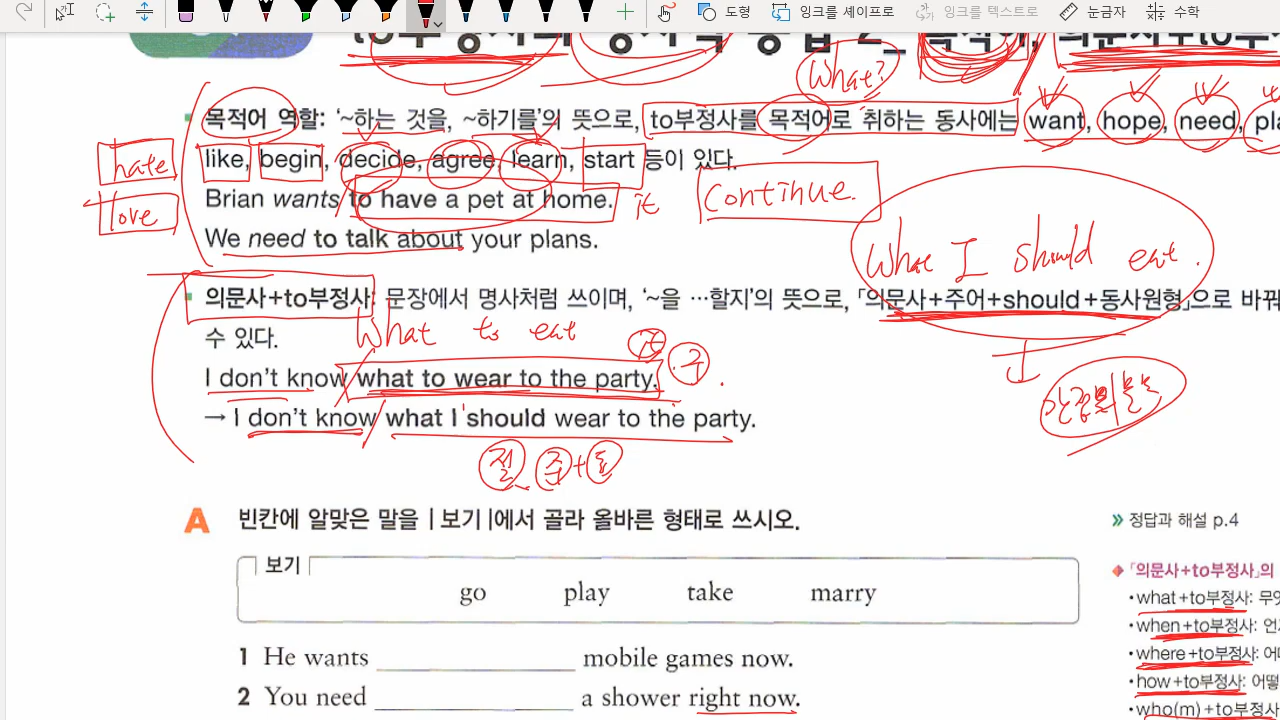 도형 잉크를 셰이프로 잉크를 텍스트로 눈금자 수학
What?
목적어 역할: '~하는 것을, ~하기를'의 뜻으로, to부정사를 목적어로 취하는 동사에는 want, hope, need,
hate
like, begin, decide, agree, learn, start 등이 있다.
Brian wants to have a pet at home. it continue.
love
We need to talk about your plans.
What I should eat.
의문사+to부정사: 문장에서 명사처럼 쓰이며, '~을 …할지'의 뜻으로, 「의문사+주어+should+동사원형」으로 바꿔
What to eat
수 있다.
I don't know what to wear to the party. 구.
→ I don't know what I should wear to the party.
절 주+동
A 빈칸에 알맞은 말을 |보기|에서 골라 올바른 형태로 쓰시오.
» 정답과 해설 p.4
보기
go play take marry
「의문사+to부정사」의
•what+to부정사: 무엇
•when+to부정사: 언제
•where+to부정사: 어디
•how+to부정사: 어떻
•who(m)+to부정사
1 He wants ____ mobile games now.
2 You need ____ a shower right now.